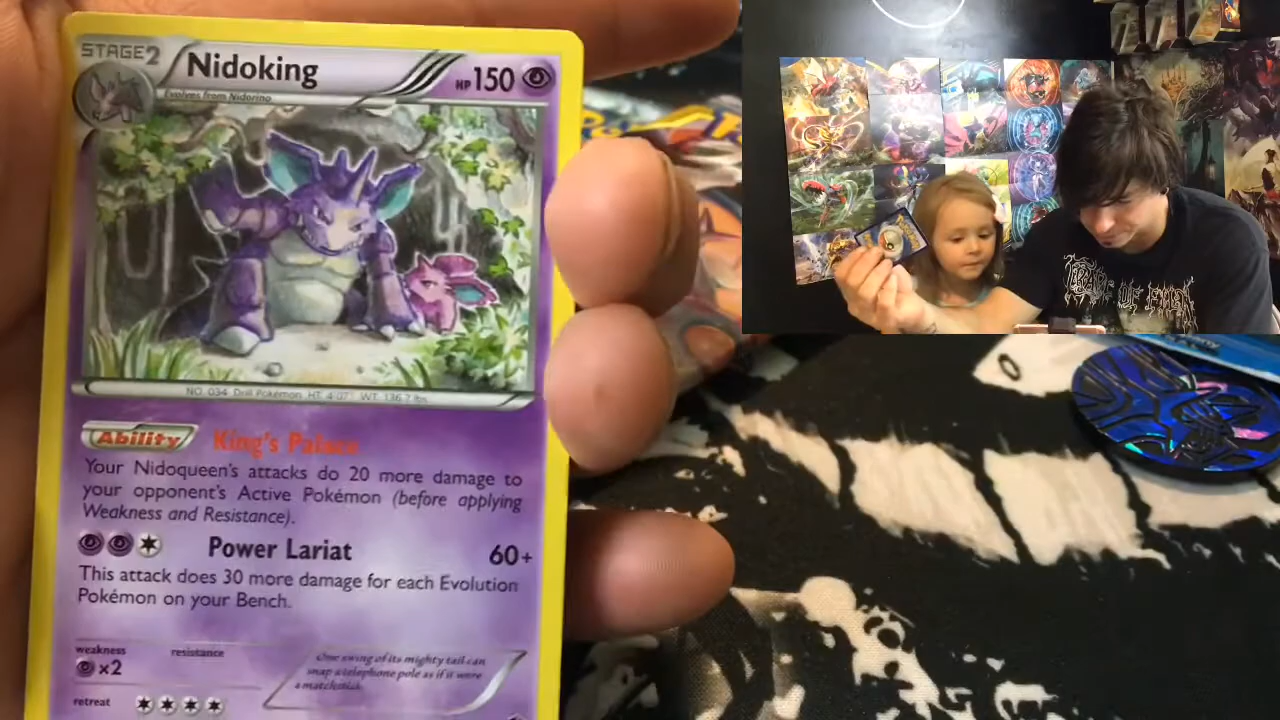 STAGE2
Nidoking
HP150
Evolves from Nidorino
NO. 034 Drill Pokémon HT. 4'07" WT. 136.7 lbs.
Ability King's Palace
Your Nidoqueen's attacks do 20 more damage to
your opponent's Active Pokémon (before applying
Weakness and Resistance).
Power Lariat 60+
This attack does 30 more damage for each Evolution
Pokémon on your Bench.
weakness
resistance
×2
One swing of its mighty tail can
snap a telephone pole as if it were
a matchstick.
retreat